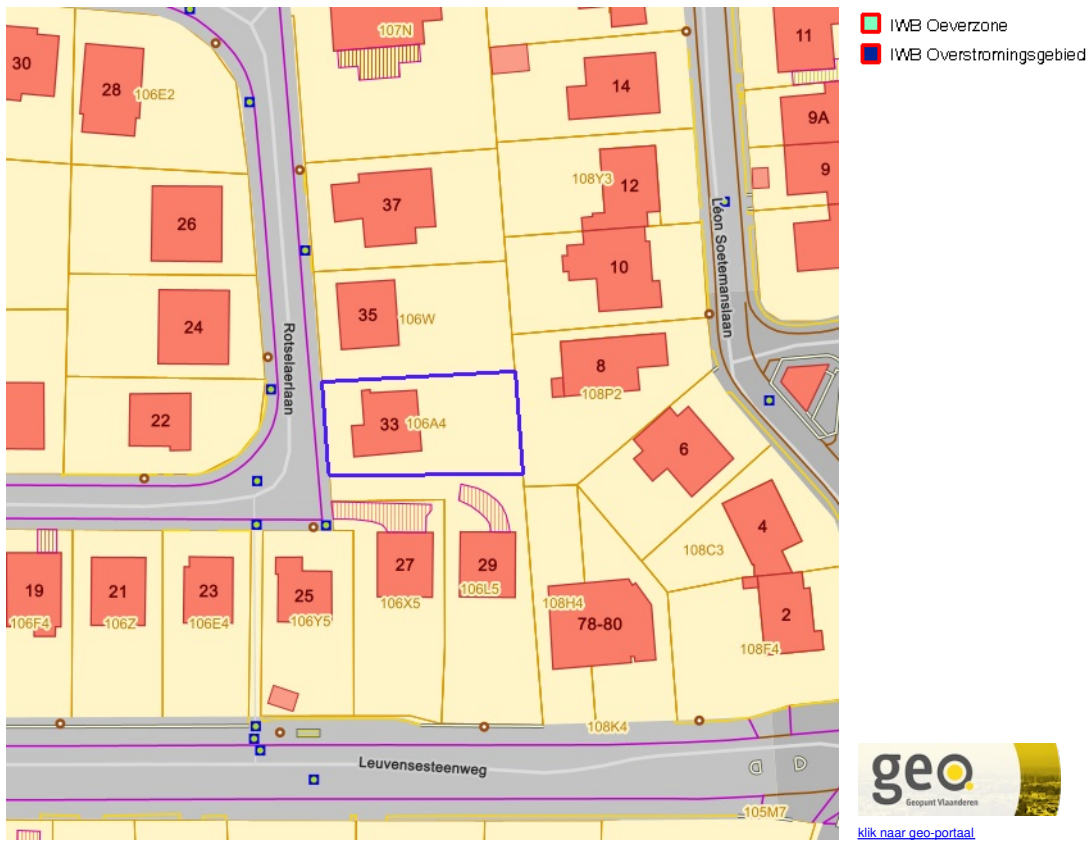 107N
11
IWB Oeverzone
IWB Overstromingsgebied
30
28
106E2
14
9A
9
108Y3
12
37
26
Léon Soetemanslaan
10
35
106W
24
Rotselaerlaan
8
108P2
22
33
106A4
6
4
108C3
27
29
19
21
23
25
106L5
106X5
108H4
2
106F4
106Z
106E4
106Y5
78-80
108F4
108K4
Leuvensesteenweg
105M7
geo.
Geopunt Vlaanderen
klik naar geo-portaal